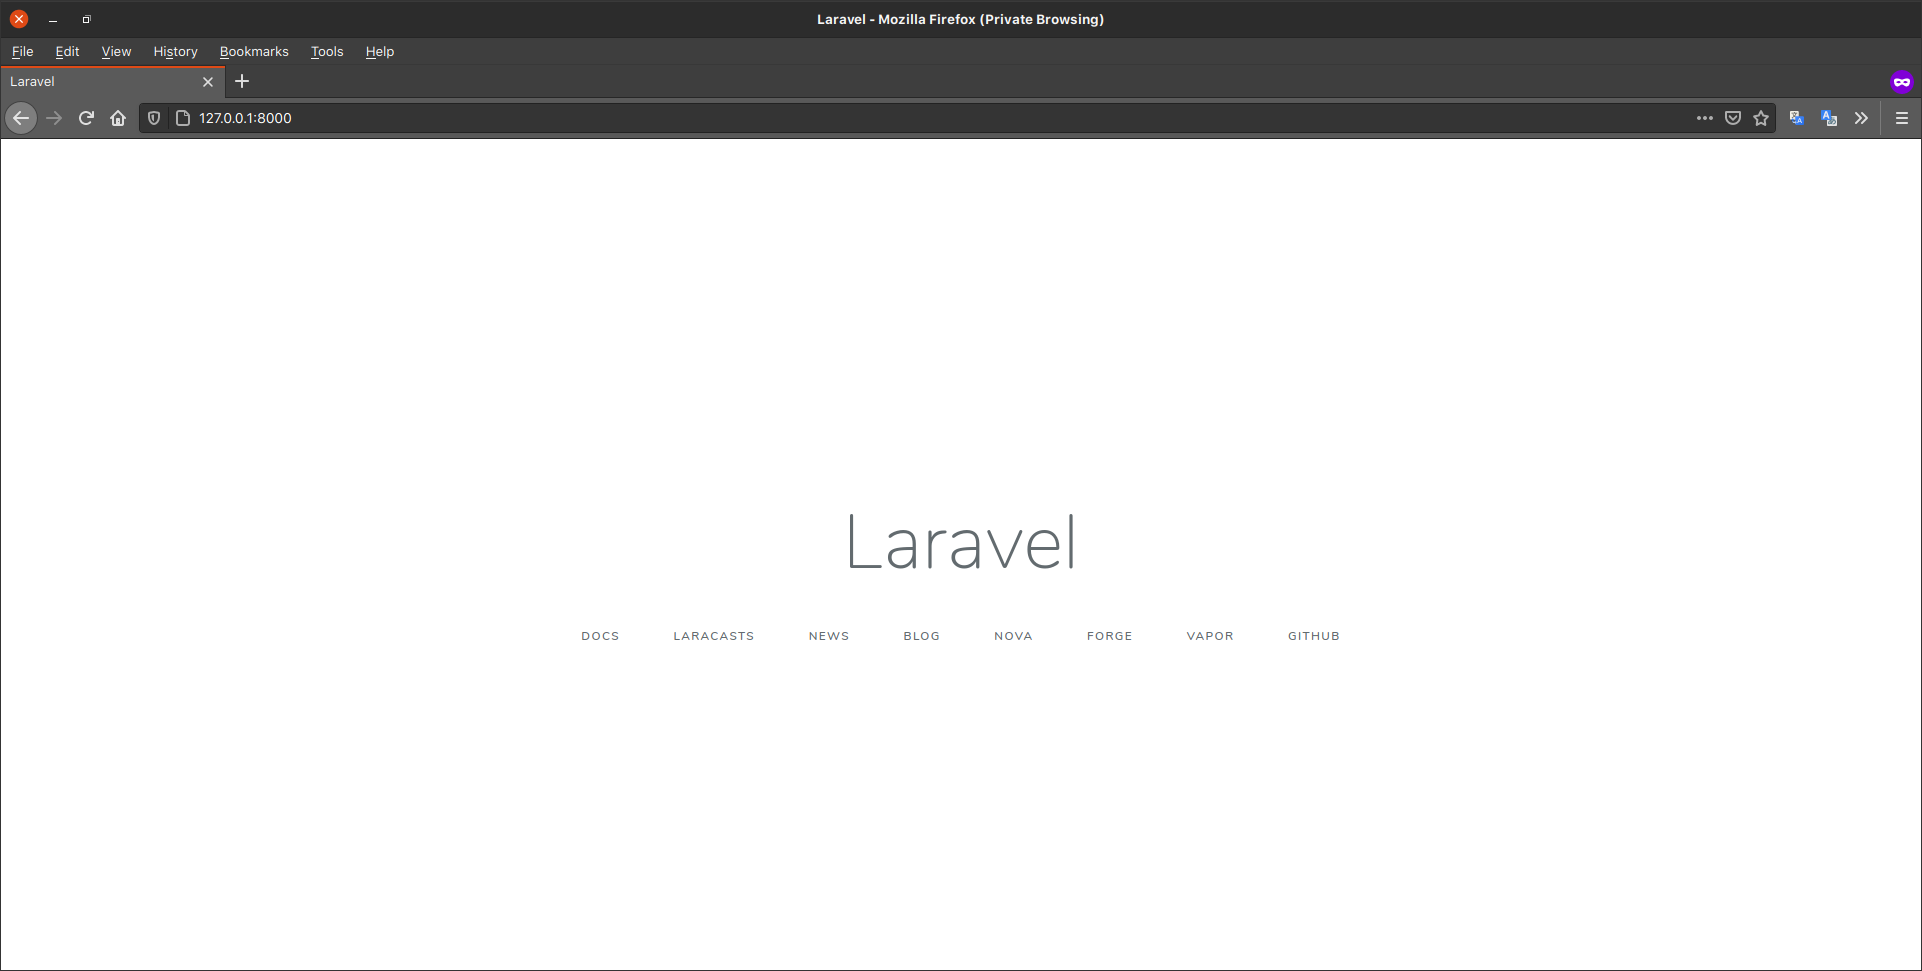 Laravel - Mozilla Firefox (Private Browsing)
File Edit View History Bookmarks Tools Help
Laravel
127.0.0.1:8000
Laravel
DOCS LARACASTS NEWS BLOG NOVA FORGE VAPOR GITHUB